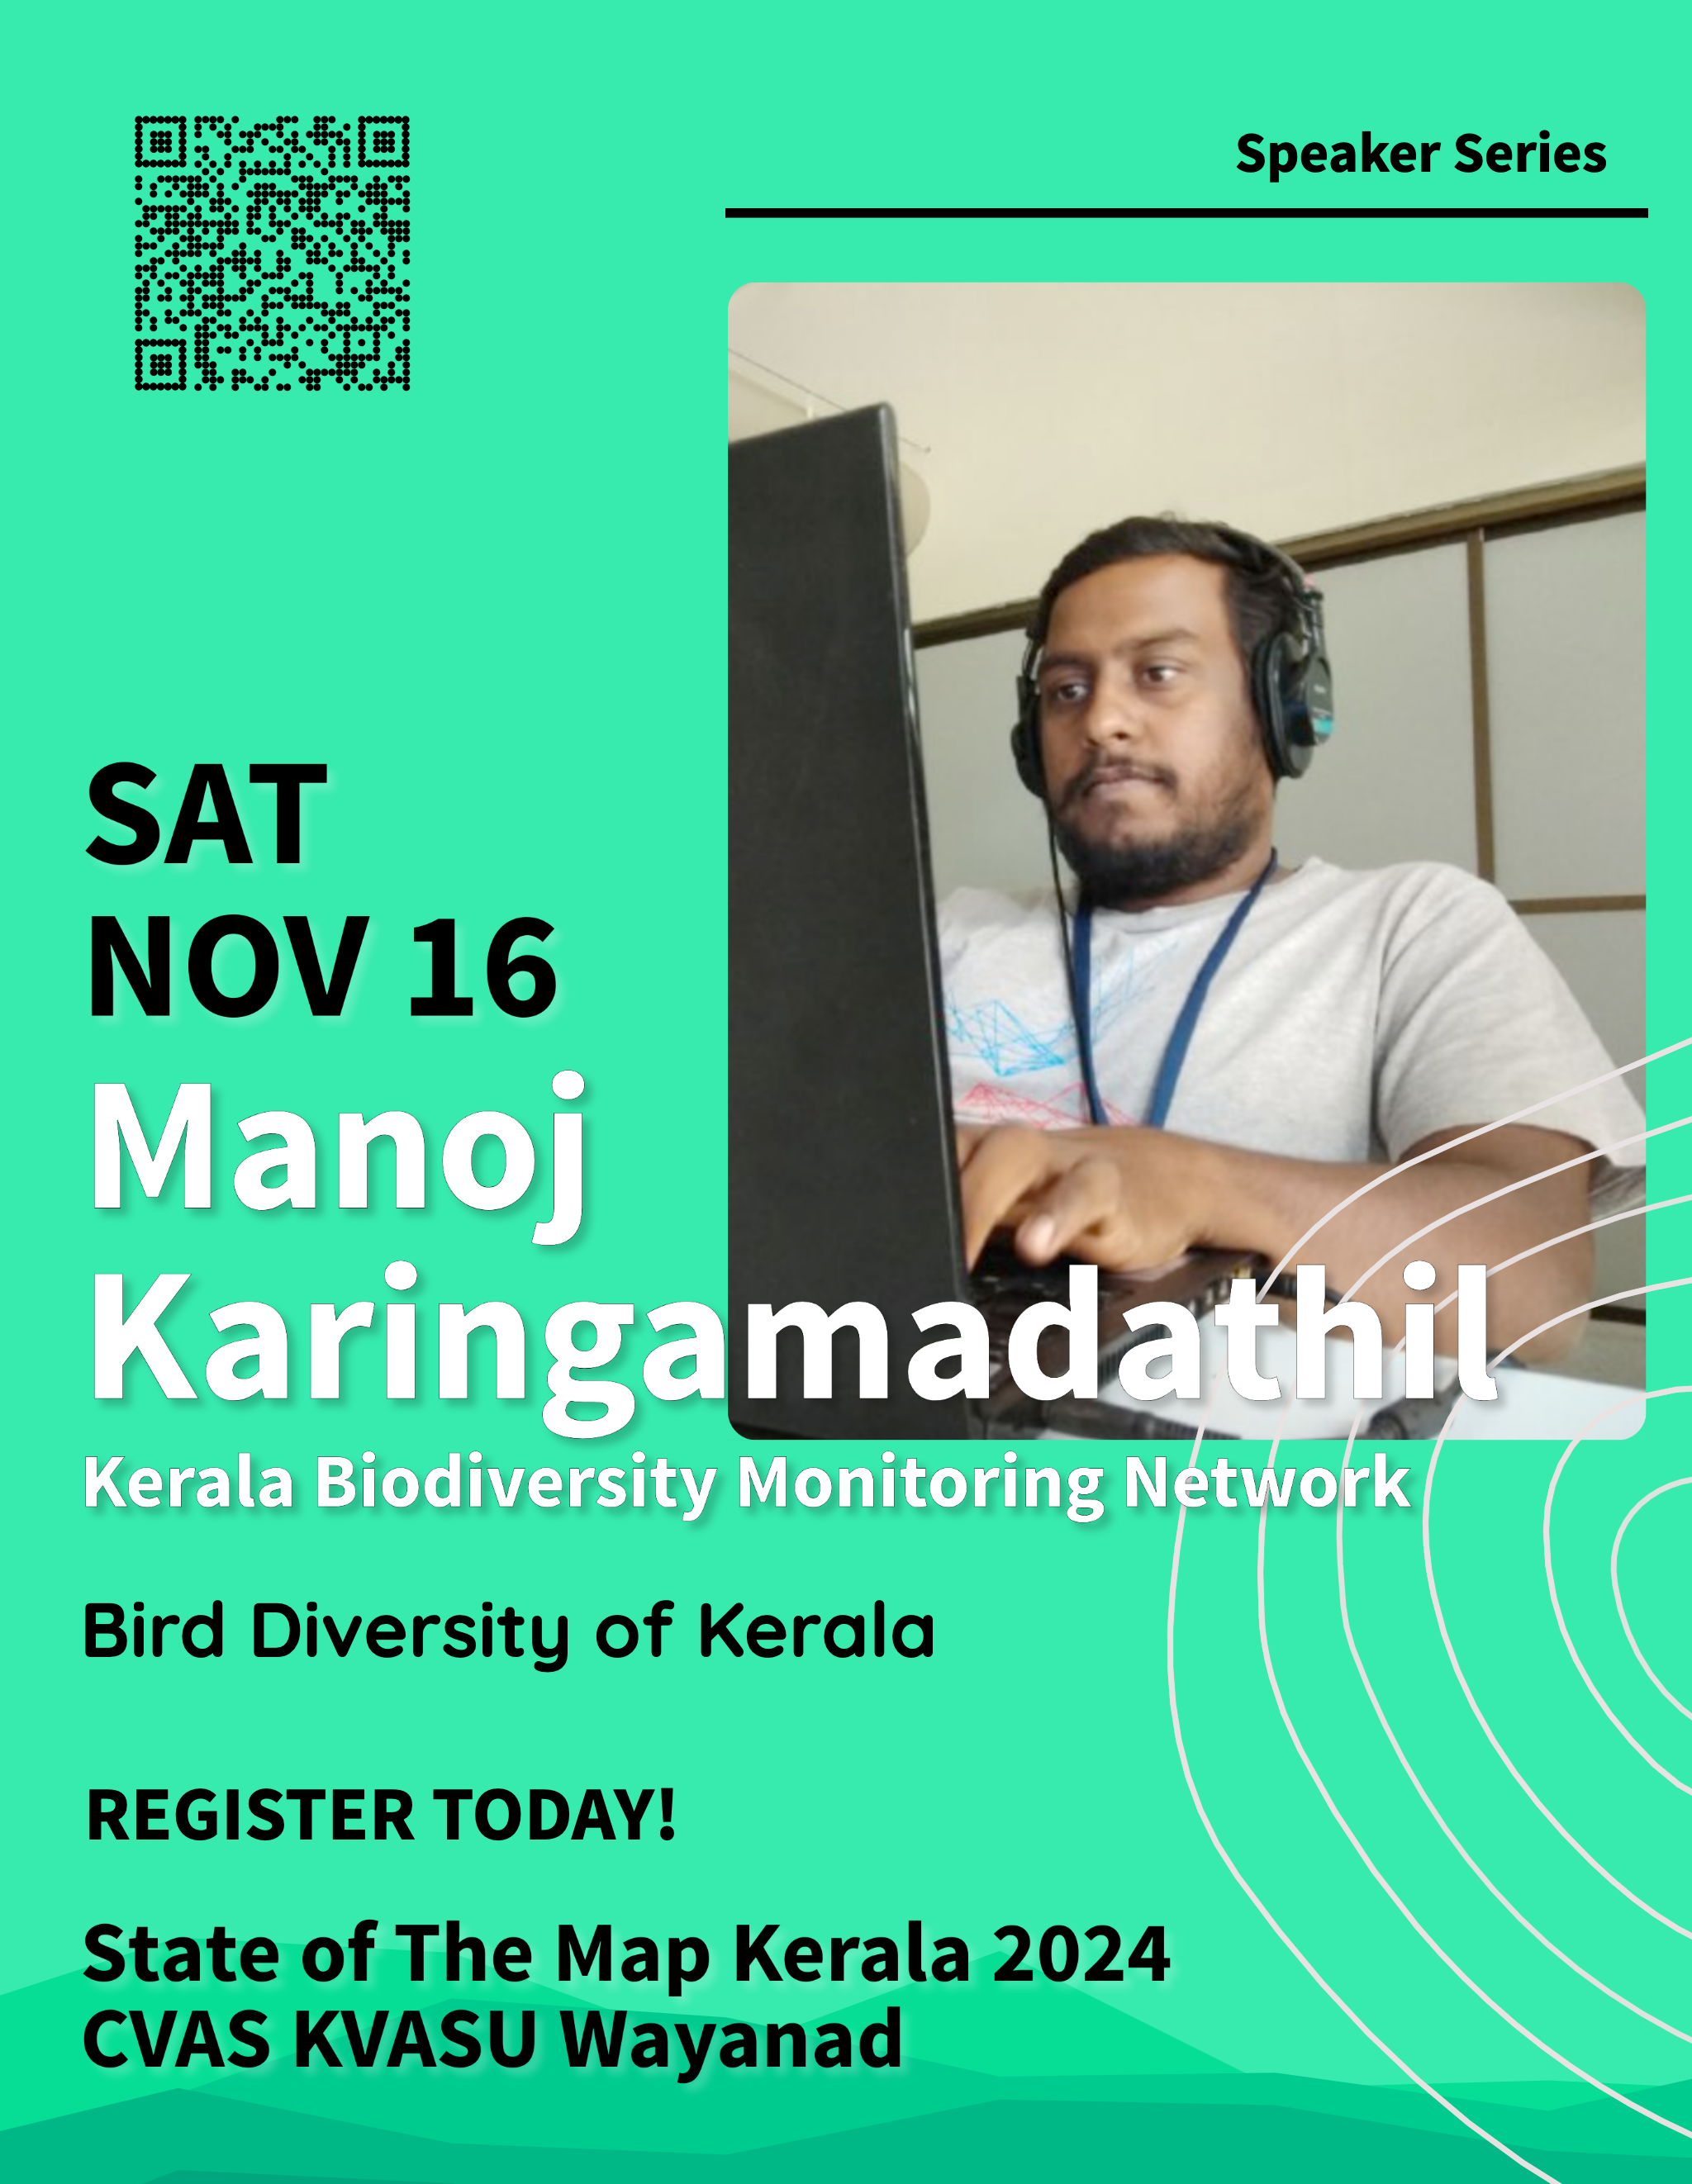 Speaker Series
SAT
NOV 16
Manoj
Karingamadathil
Kerala Biodiversity Monitoring Network
Bird Diversity of Kerala
REGISTER TODAY!
State of The Map Kerala 2024
CVAS KVASU Wayanad